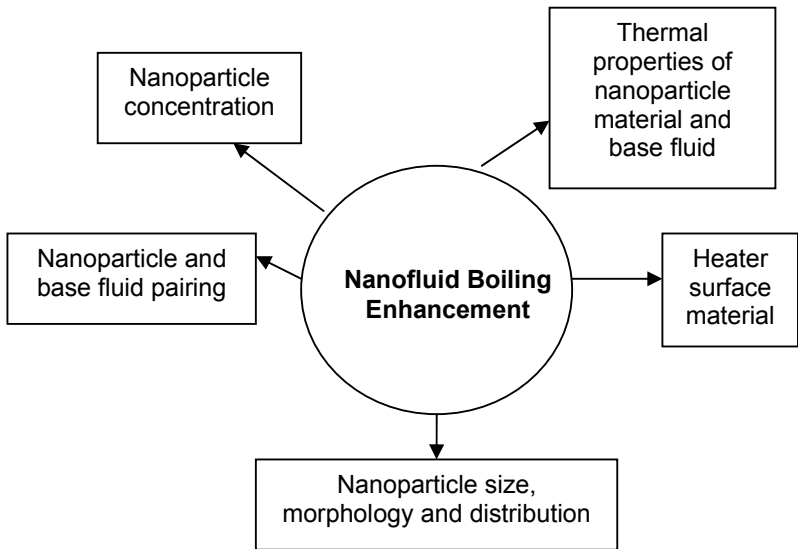 Nanoparticle
concentration
Thermal
properties of
nanoparticle
material and
base fluid
Nanoparticle and
base fluid pairing
Nanofluid Boiling
Enhancement
Heater
surface
material
Nanoparticle size,
morphology and distribution